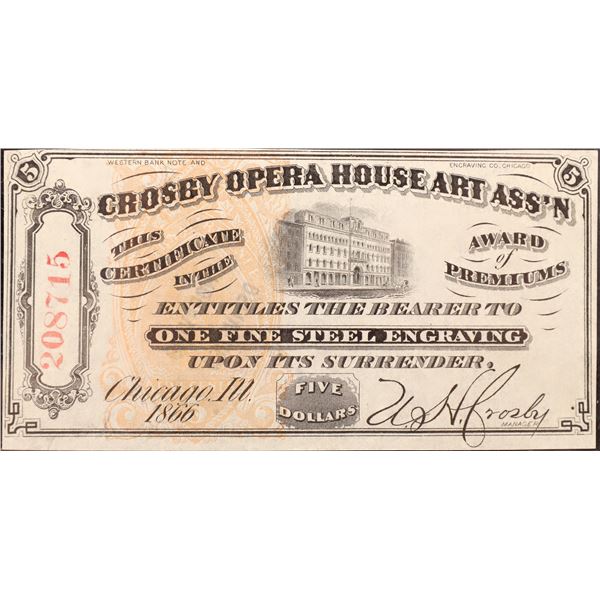 5 5
WESTERN BANK NOTE AND ENGRAVING CO. CHICAGO
CROSBY OPERA HOUSE ART ASS'N
THIS
CERTIFICATE
IN THE
AWARD
of
PREMIUMS
208715
ENTITLES THE BEARER TO
ONE FINE STEEL ENGRAVING
UPON ITS SURRENDER,
Chicago, Ill.
1866
FIVE
DOLLARS
U. H. Crosby
MANAGER